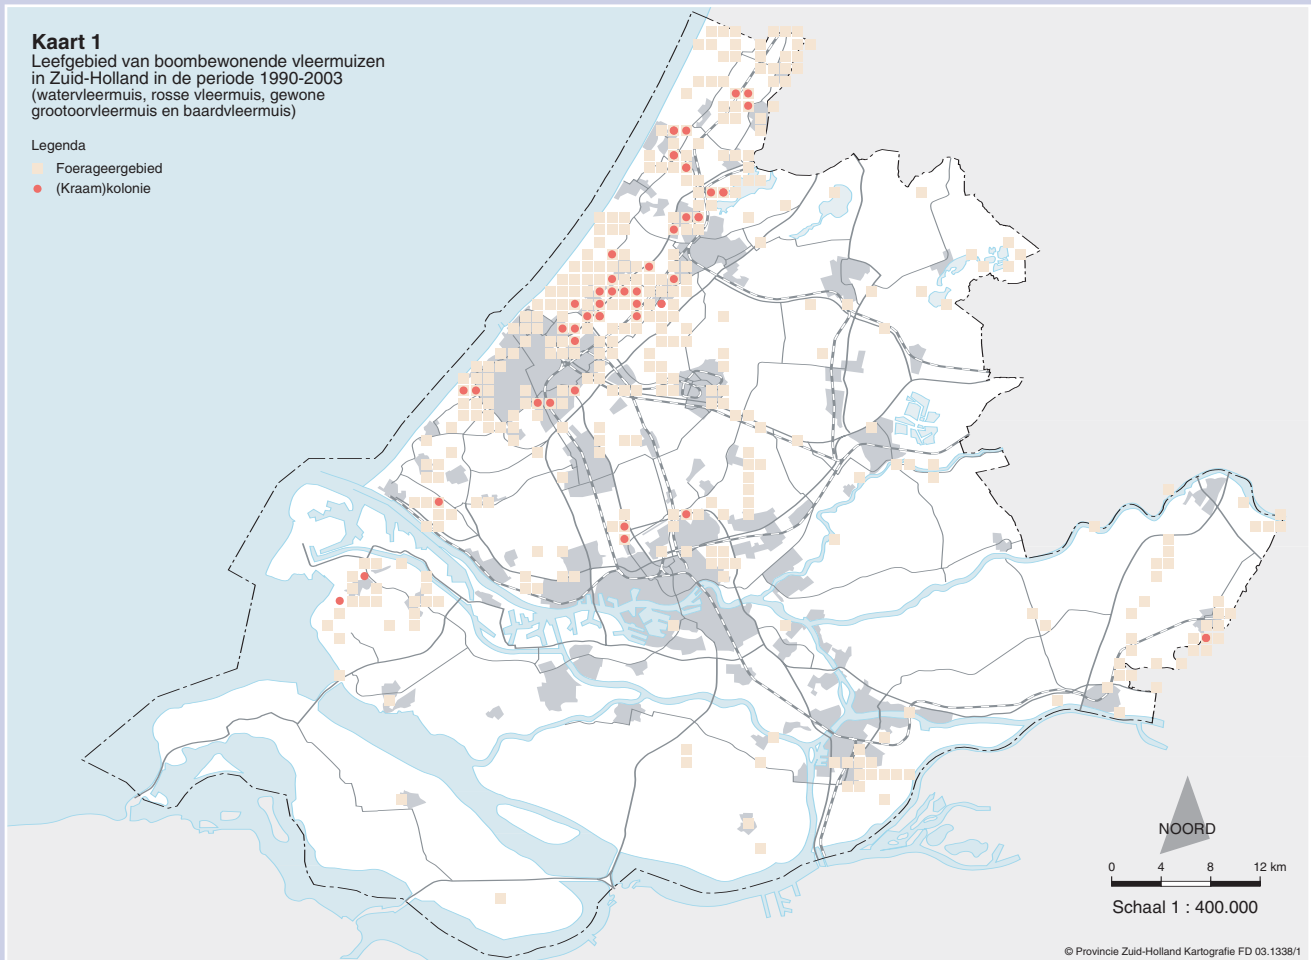 Kaart 1
Leefgebied van boombewonende vleermuizen
in Zuid-Holland in de periode 1990-2003
(watervleermuis, rosse vleermuis, gewone
grootoorvleermuis en baardvleermuis)
Legenda
Foerageergebied
(Kraam)kolonie
NOORD
0 4 8 12 km
Schaal 1 : 400.000
© Provincie Zuid-Holland Kartografie FD 03.1338/1